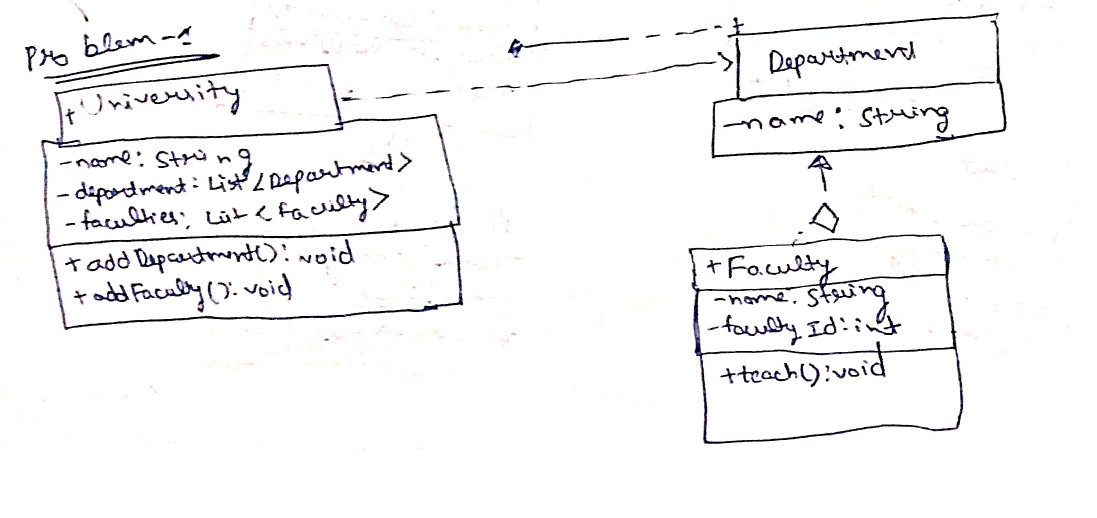 Problem-1
+University
-name: String
-department: List<Department>
-faculties: List<Faculty>
+addDepartment(): void
+addFaculty(): void
+
Department
-name: String
+Faculty
-name: String
-faculty Id: int
+teach(): void